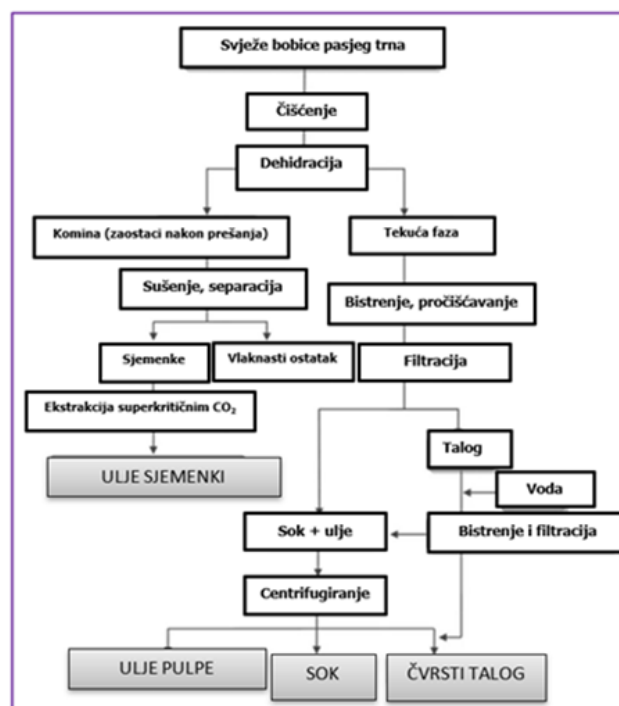 Svježe bobice pasjeg trna
Čišćenje
Dehidracija
Komina (zaostaci nakon prešanja)
Tekuća faza
Sušenje, separacija
Bistrenje, pročišćavanje
Sjemenke
Vlaknasti ostatak
Filtracija
Ekstrakcija superkritičnim CO₂
Talog
ULJE SJEMENKI
Voda
Sok + ulje
Bistrenje i filtracija
Centrifugiranje
ULJE PULPE
SOK
ČVRSTI TALOG